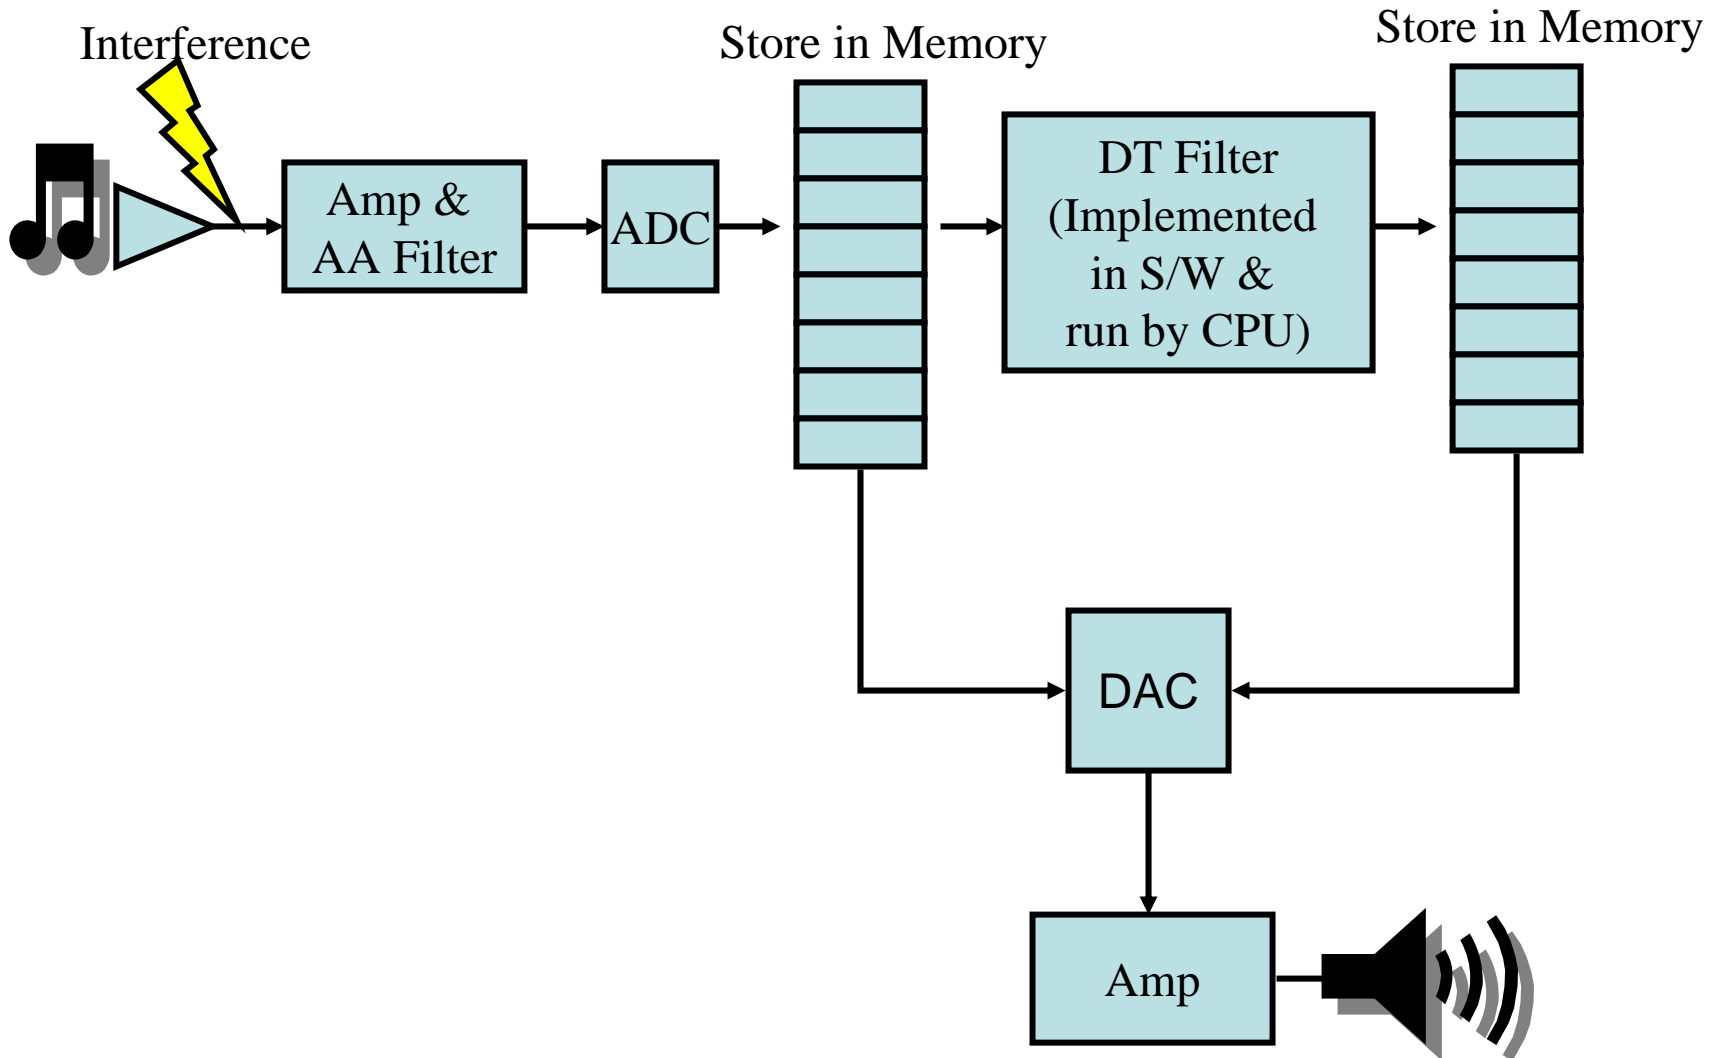 Interference
Store in Memory
Store in Memory
Amp &
AA Filter
ADC
DT Filter
(Implemented
in S/W &
run by CPU)
DAC
Amp